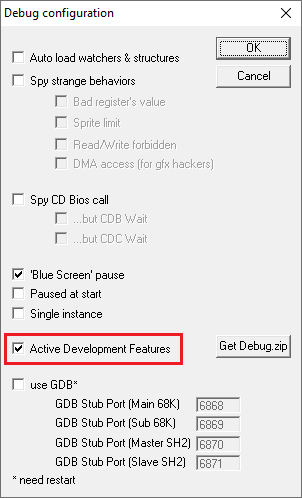 Debug configuration
OK
Auto load watchers & structures
Cancel
Spy strange behaviors
Bad register's value
Sprite limit
Read/Write forbidden
DMA access (for gfx hackers)
Spy CD Bios call
...but CDB Wait
...but CDC Wait
'Blue Screen' pause
Paused at start
Single instance
Active Development Features
Get Debug.zip
use GDB*
GDB Stub Port (Main 68K) 6868
GDB Stub Port (Sub 68K) 6869
GDB Stub Port (Master SH2) 6870
GDB Stub Port (Slave SH2) 6871
* need restart